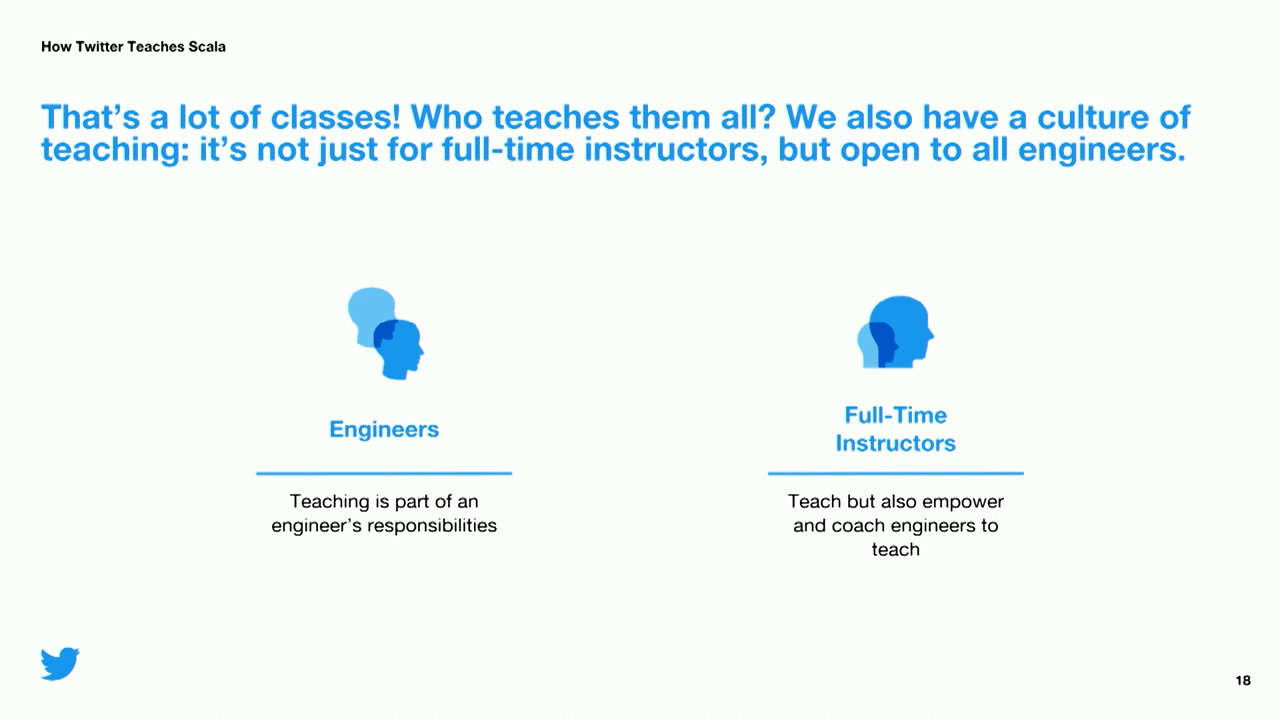 How Twitter Teaches Scala
That’s a lot of classes! Who teaches them all? We also have a culture of
teaching: it’s not just for full-time instructors, but open to all engineers.
Engineers
Teaching is part of an
engineer’s responsibilities
Full-Time
Instructors
Teach but also empower
and coach engineers to
teach
18